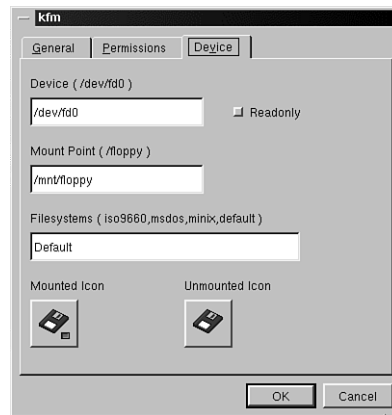 kfm
General Permissions Device
Device ( /dev/fd0 )
/dev/fd0 Readonly
Mount Point ( /floppy )
/mnt/floppy
Filesystems ( iso9660,msdos,minix,default )
Default
Mounted Icon Unmounted Icon
OK Cancel